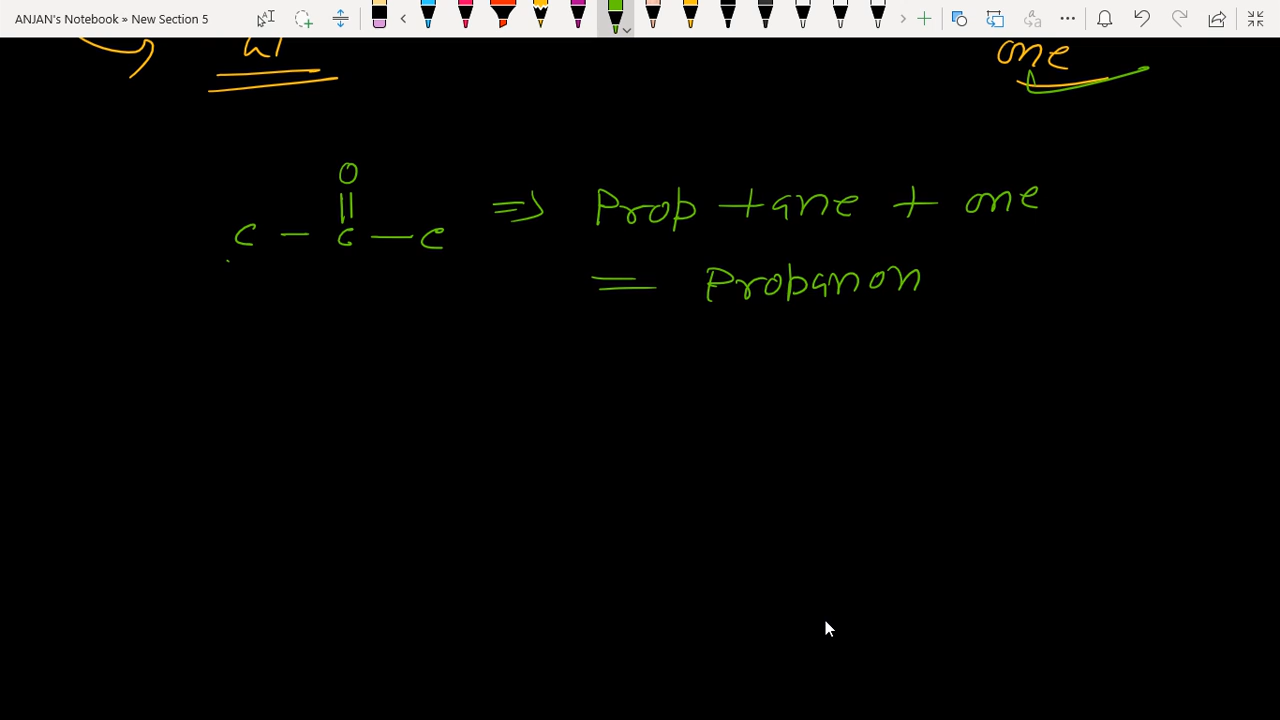 ANJAN's Notebook » New Section 5
one
O
||
C - C - C ⇒ Prop + ane + one
= Probanon